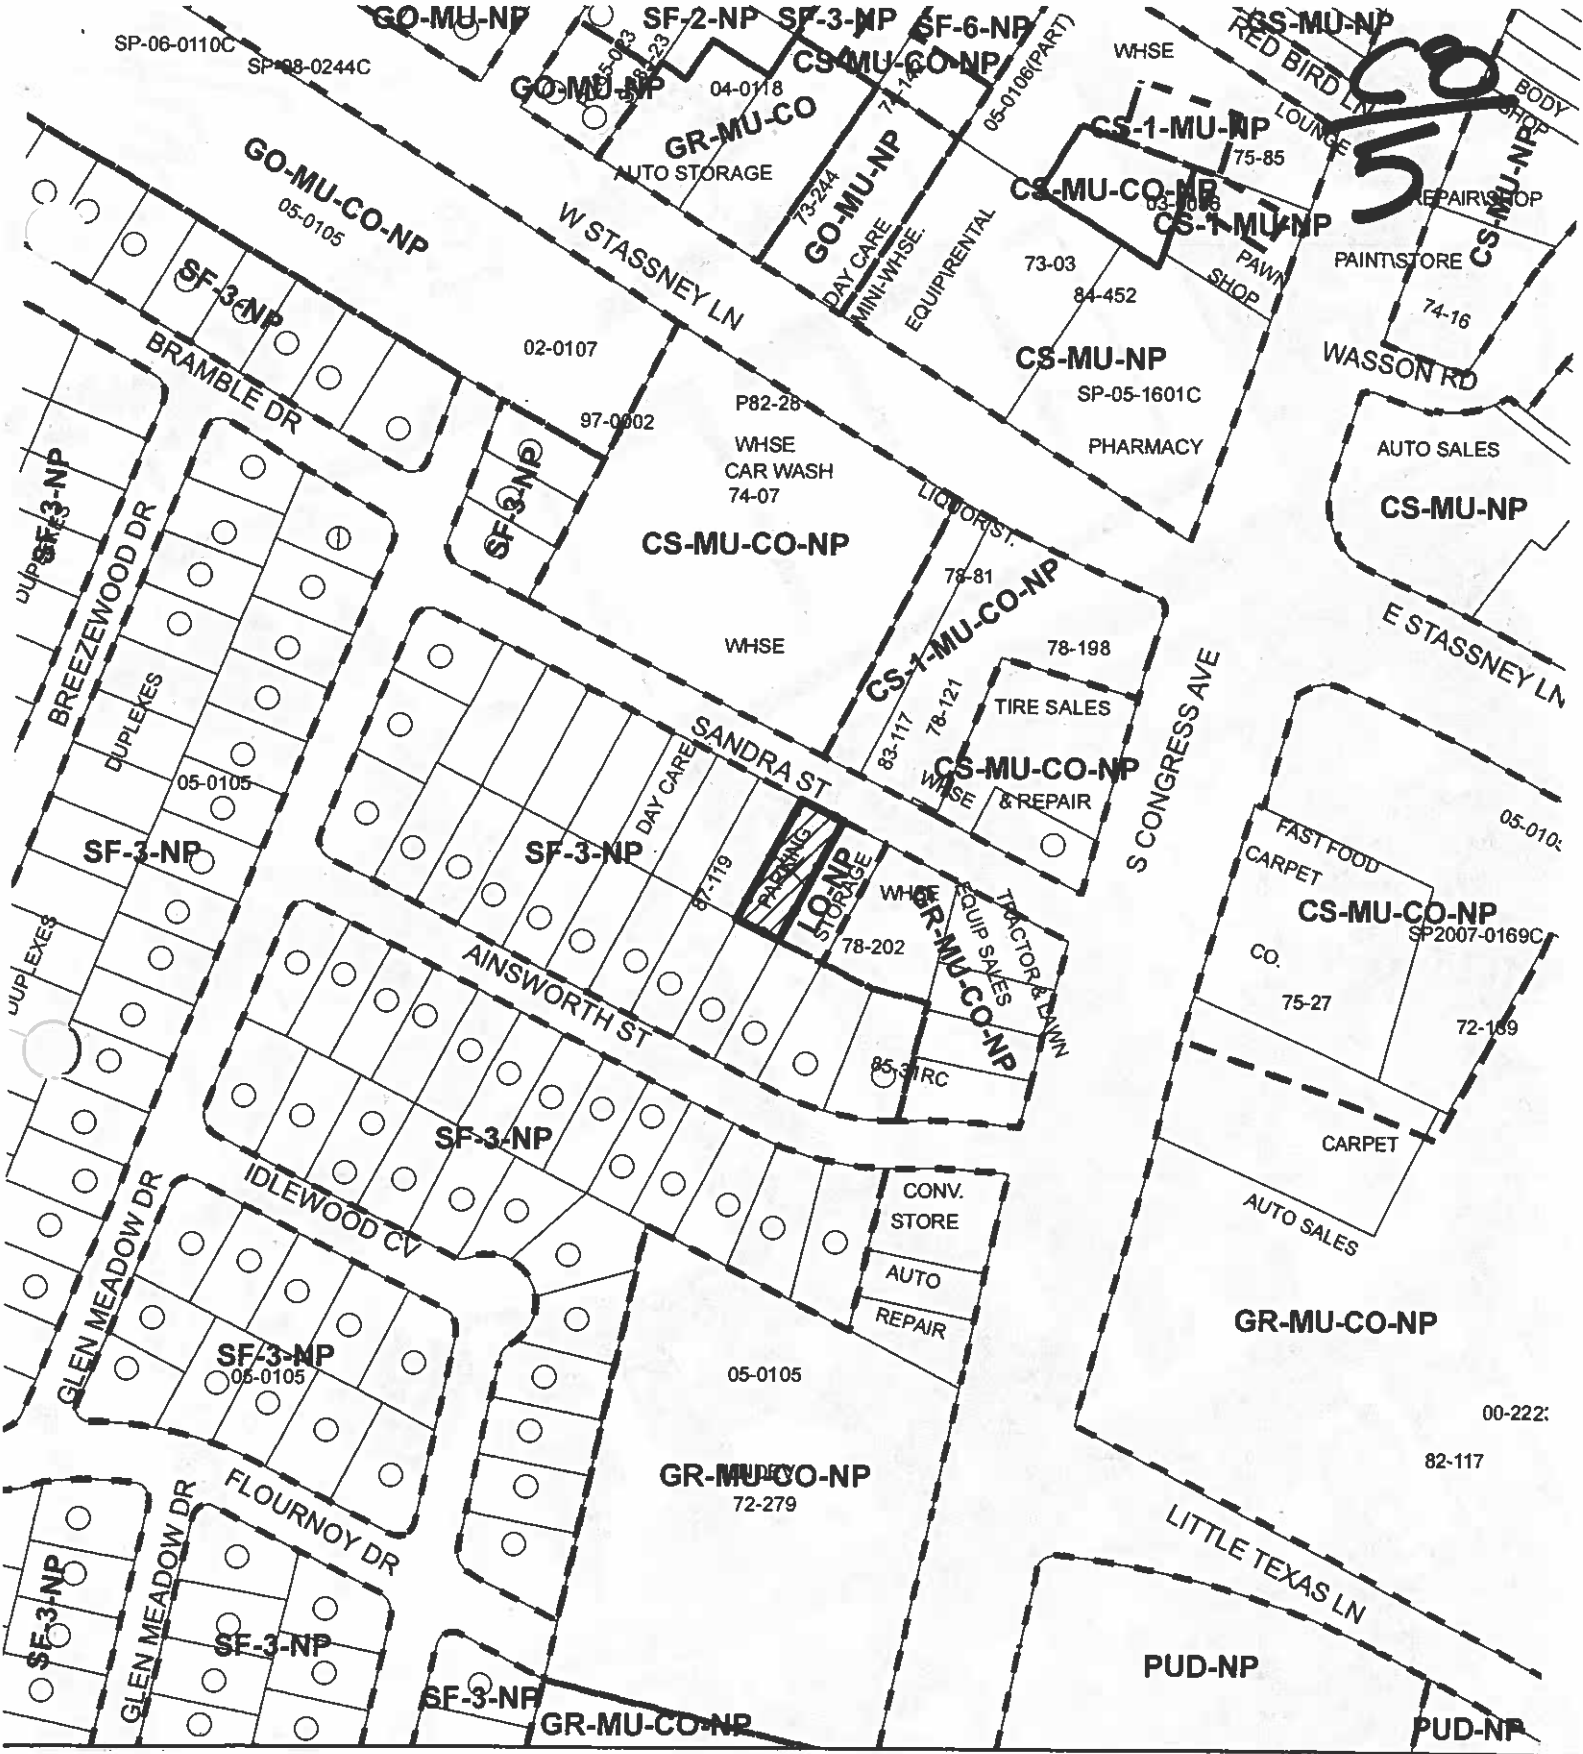 GO-MU-NP
SF-2-NP
SF-3-NP
SF-6-NP
CS-MU-NP
SP-06-0110C
SP-98-0244C
GO-MU-NP
04-0118
CS-MU-CO-NP
05-0106(PART)
WHSE
RED BIRD LN
C8
5
BODY
SHOP
GR-MU-CO
AUTO STORAGE
CS-1-MU-NP
LOUNGE
75-85
GO-MU-CO-NP
05-0105
73-244
GO-MU-NP
DAY CARE
MINI-WHSE.
EQUIP\RENTAL
CS-MU-CO-NP
CS-1-MU-NP
REPAIR\SHOP
CS-MU-NP
PAINT\STORE
W STASSNEY LN
73-03
84-452
PAWN
SHOP
74-16
SF-3-NP
BRAMBLE DR
02-0107
CS-MU-NP
SP-05-1601C
WASSON RD
97-0002
P82-28
WHSE
CAR WASH
74-07
PHARMACY
AUTO SALES
CS-MU-NP
SF-3-NP
SF-3-NP
DUPLEXES
BREEZEWOOD DR
CS-MU-CO-NP
LIQUOR\ST.
78-81
CS-1-MU-CO-NP
78-198
E STASSNEY LN
WHSE
DUPLEXES
SANDRA ST
83-117
78-121
TIRE SALES
CS-MU-CO-NP
WHSE
& REPAIR
S CONGRESS AVE
05-0105
SF-3-NP
SF-3-NP
DAY CARE
87-119
PARKING
LO-NP
STORAGE
WHSE
GR-MU-CO-NP
EQUIP SALES
TRACTOR & LAWN
78-202
FAST FOOD
CARPET
CS-MU-CO-NP
SP2007-0169C
CO.
75-27
DUPLEXES
AINSWORTH ST
85-31RC
CARPET
AUTO SALES
SF-3-NP
GLEN MEADOW DR
IDLEWOOD CV
CONV.
STORE
AUTO
REPAIR
GR-MU-CO-NP
SF-3-NP
05-0105
05-0105
82-117
GR-MU-CO-NP
72-279
FLOURNOY DR
LITTLE TEXAS LN
SF-3-NP
GLEN MEADOW DR
SF-3-NP
SF-3-NP
GR-MU-CO-NP
PUD-NP
PUD-NP